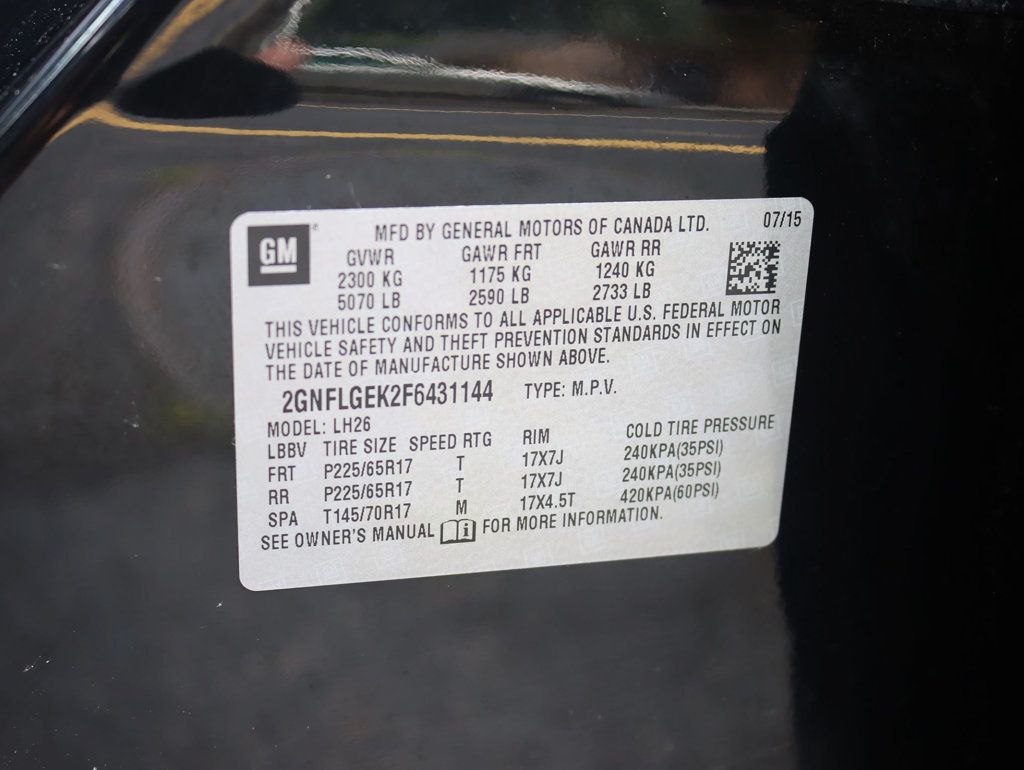 GM
MFD BY GENERAL MOTORS OF CANADA LTD. 07/15
GVWR GAWR FRT GAWR RR
2300 KG 1175 KG 1240 KG
5070 LB 2590 LB 2733 LB
THIS VEHICLE CONFORMS TO ALL APPLICABLE U.S. FEDERAL MOTOR
VEHICLE SAFETY AND THEFT PREVENTION STANDARDS IN EFFECT ON
THE DATE OF MANUFACTURE SHOWN ABOVE.
2GNFLGEK2F6431144 TYPE: M.P.V.
MODEL: LH26
LBBV TIRE SIZE SPEED RTG RIM COLD TIRE PRESSURE
FRT P225/65R17 T 17X7J 240KPA(35PSI)
RR P225/65R17 T 17X7J 240KPA(35PSI)
SPA T145/70R17 M 17X4.5T 420KPA(60PSI)
SEE OWNER'S MANUAL FOR MORE INFORMATION.